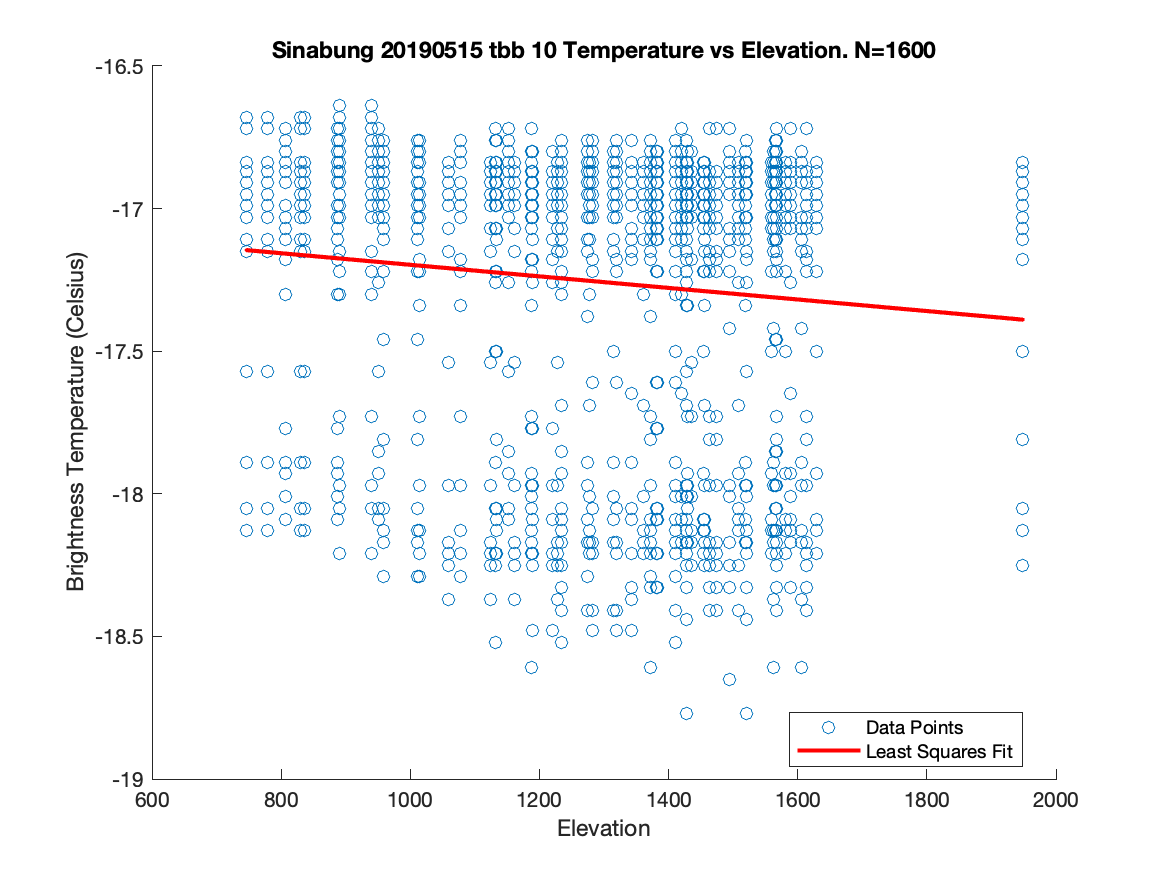 Sinabung 20190515 tbb 10 Temperature vs Elevation. N=1600
Brightness Temperature (Celsius)
-16.5
-17
-17.5
-18
-18.5
-19
600 800 1000 1200 1400 1600 1800 2000
Elevation
Data Points
Least Squares Fit